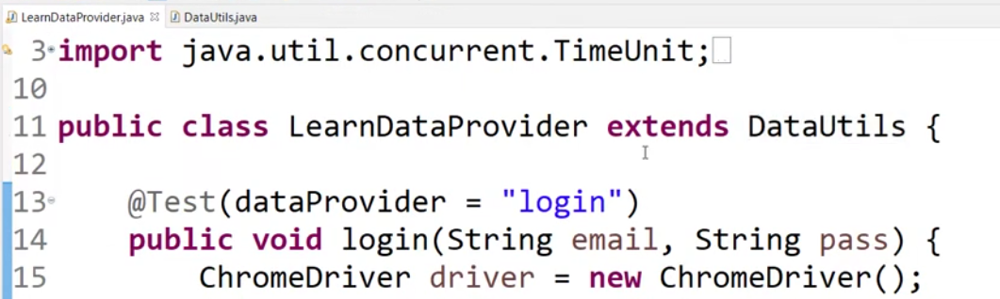 LearnDataProvider.java DataUtils.java
3 import java.util.concurrent.TimeUnit;
10
11 public class LearnDataProvider extends DataUtils {
12
13 @Test(dataProvider = "login")
14 public void login(String email, String pass) {
15 ChromeDriver driver = new ChromeDriver();